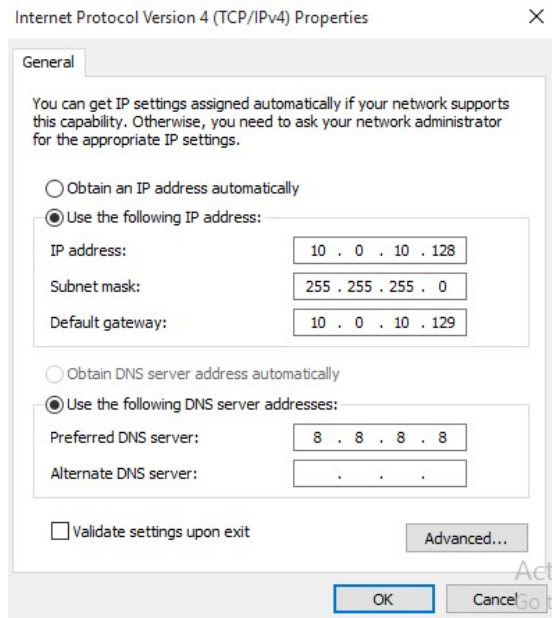 Internet Protocol Version 4 (TCP/IPv4) Properties
General
You can get IP settings assigned automatically if your network supports
this capability. Otherwise, you need to ask your network administrator
for the appropriate IP settings.
Obtain an IP address automatically
Use the following IP address:
IP address: 10 . 0 . 10 . 128
Subnet mask: 255 . 255 . 255 . 0
Default gateway: 10 . 0 . 10 . 129
Obtain DNS server address automatically
Use the following DNS server addresses:
Preferred DNS server: 8 . 8 . 8 . 8
Alternate DNS server: . . .
Validate settings upon exit
Advanced...
Act
OK Cancel Go t